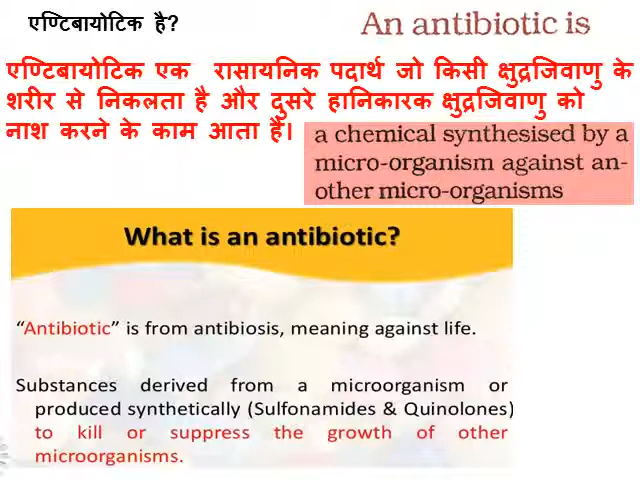 एण्टिबायोटिक है?
An antibiotic is
एण्टिबायोटिक एक रासायनिक पदार्थ जो किसी क्षुद्रजिवाणु के
शरीर से निकलता है और दुसरे हानिकारक क्षुद्रजिवाणु को
नाश करने के काम आता है।
a chemical synthesised by a
micro-organism against an-
other micro-organisms
What is an antibiotic?
“Antibiotic” is from antibiosis, meaning against life.
Substances derived from a microorganism or
produced synthetically (Sulfonamides & Quinolones)
to kill or suppress the growth of other
microorganisms.